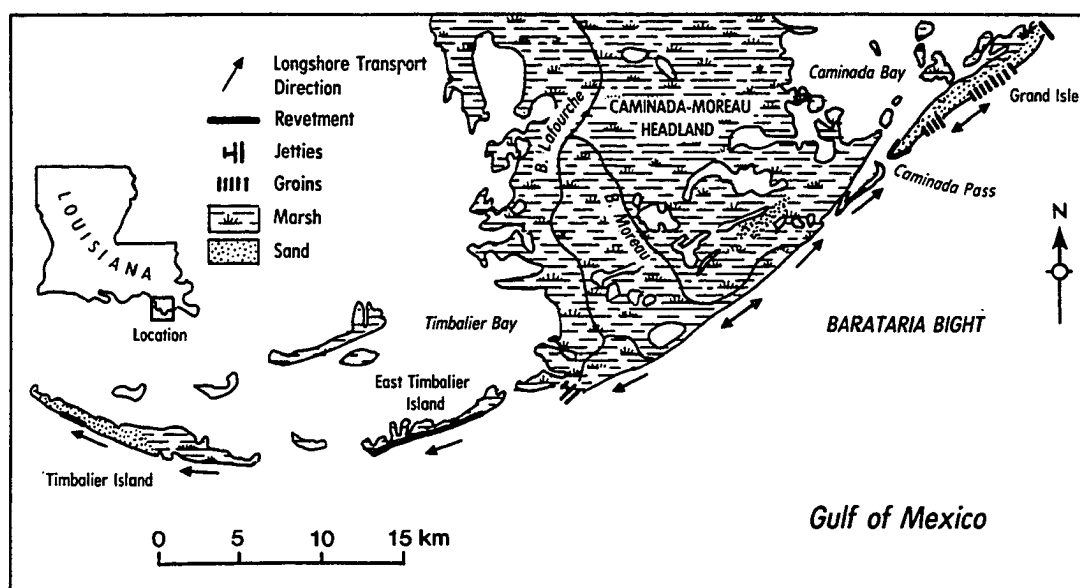 Longshore Transport
Direction
Revetment
Jetties
Groins
Marsh
Sand
LOUISIANA
Location
B. Lafourche
CAMINADA-MOREAU
HEADLAND
B. Moreau
Caminada Bay
Grand Isle
Caminada Pass
N
Timbalier Bay
BARATARIA BIGHT
East Timbalier
Island
Timbalier Island
0 5 10 15 km
Gulf of Mexico